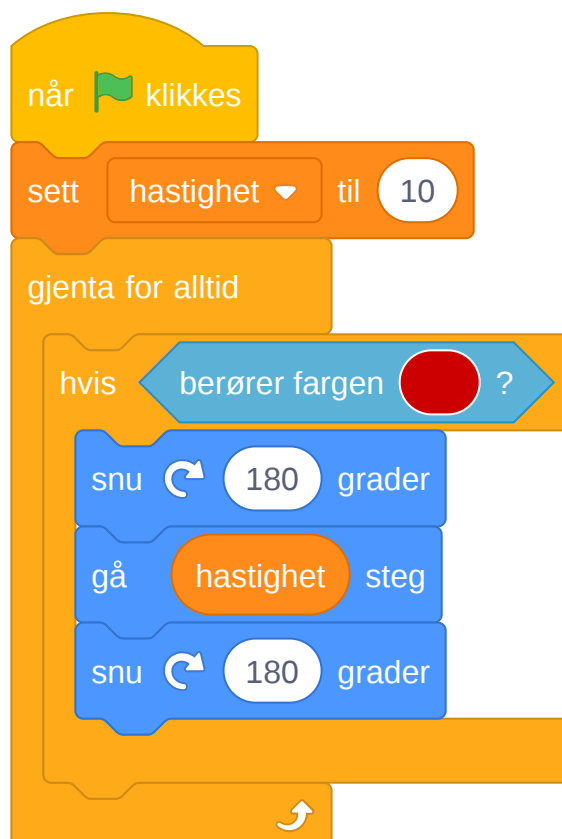 når klikkes
sett hastighet til 10
gjenta for alltid
hvis berører fargen ?
snu 180 grader
gå hastighet steg
snu 180 grader